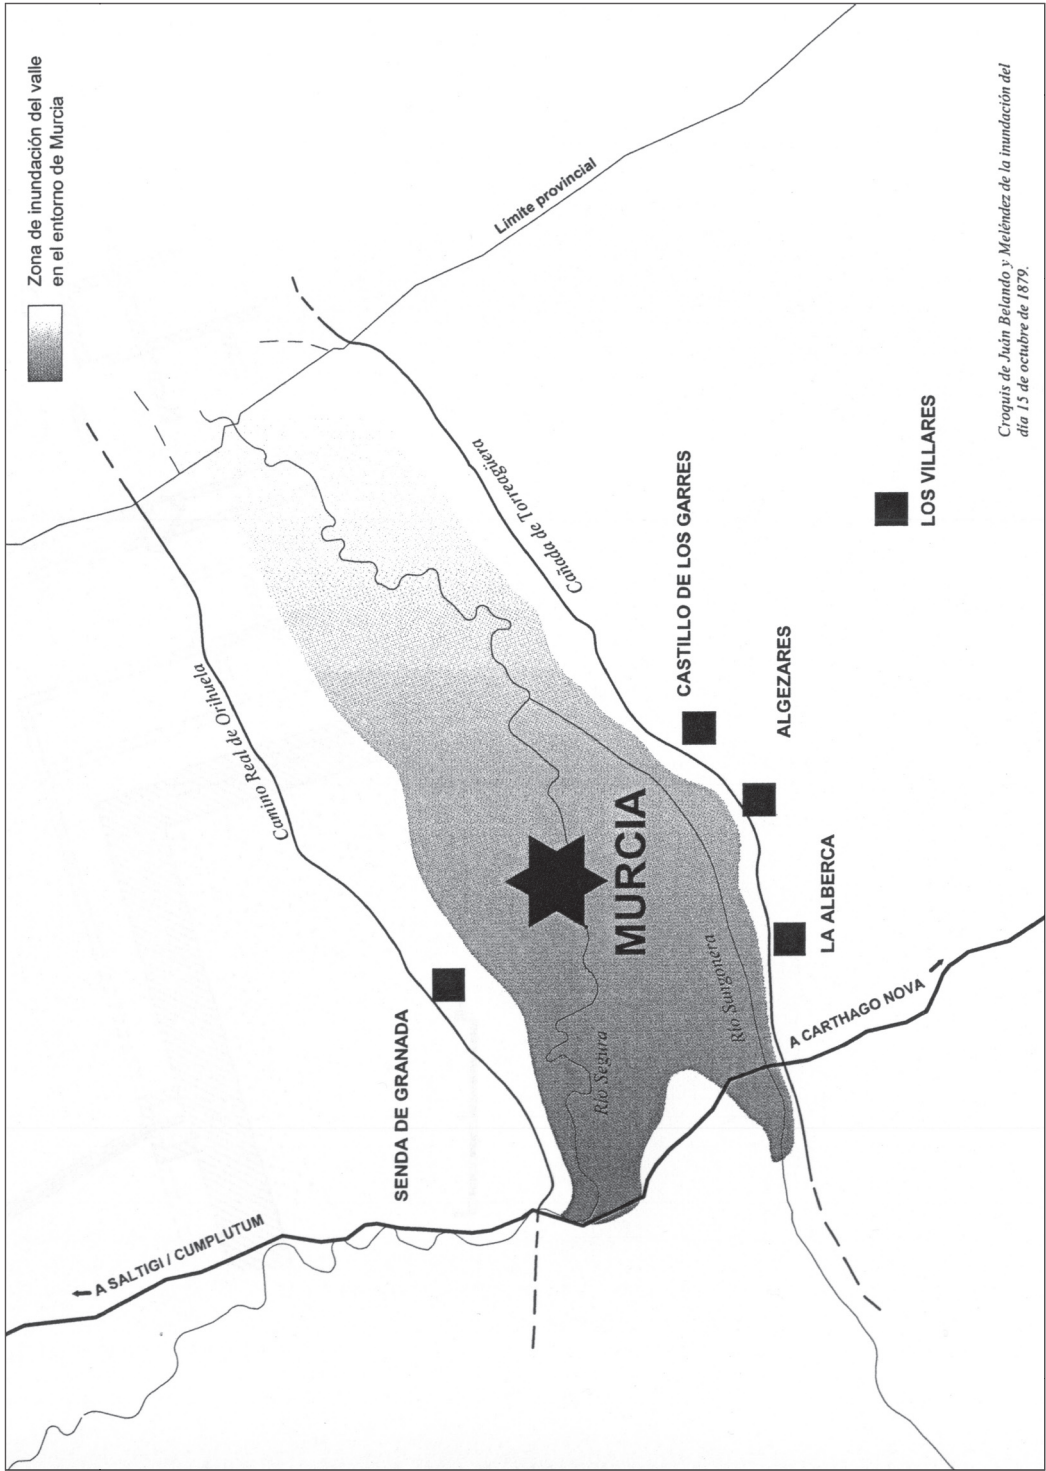 Zona de inundación del valle
en el entorno de Murcia
Límite provincial
Camino Real de Orihuela
Cañada de Torreagüera
CASTILLO DE LOS GARRES
LOS VILLARES
ALGEZARES
MURCIA
LA ALBERCA
SENDA DE GRANADA
Río Segura
Río Sangonera
A CARTHAGO NOVA
A SALTIGI / CUMPLUTUM
Croquis de Juán Belando y Meléndez de la inundación del
día 15 de octubre de 1879.